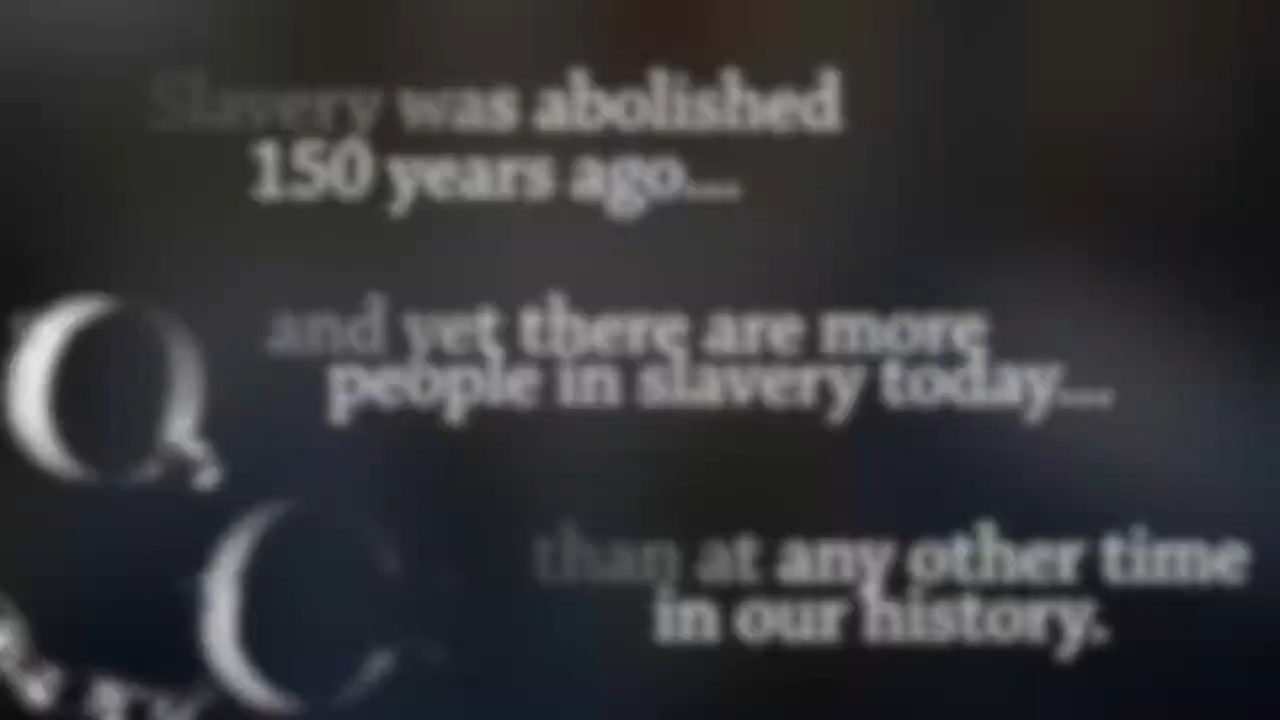 Slavery was abolished
150 years ago...
and yet there are more
people in slavery today...
than at any other time
in our history.